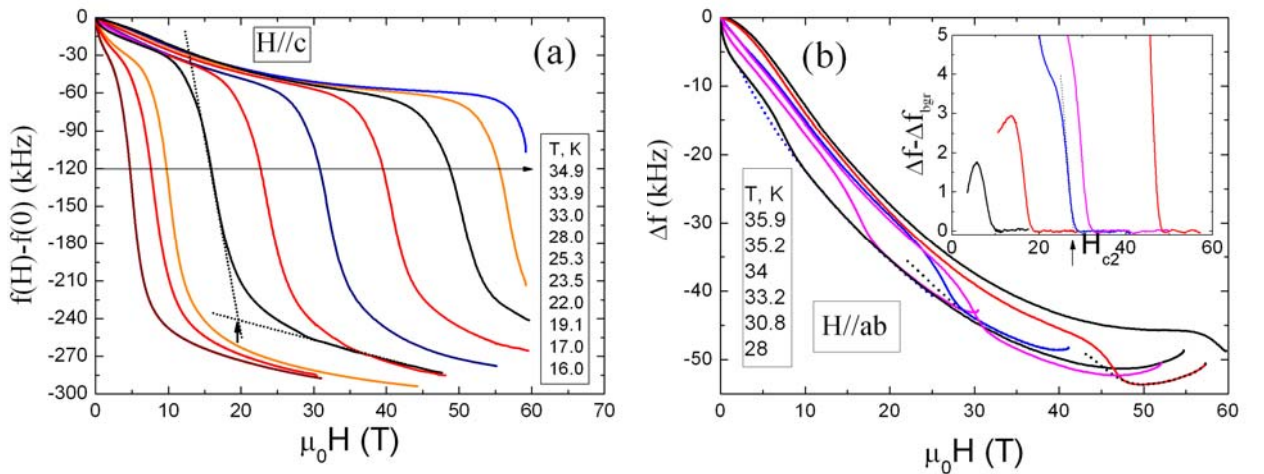 0
-30
-60
-90
-120
-150
-180
-210
-240
-270
-300
f(H)-f(0) (kHz)
H//c
(a)
T, K
34.9
33.9
33.0
28.0
25.3
23.5
22.0
19.1
17.0
16.0
0 10 20 30 40 50 60 70
μ₀H (T)
0
-10
-20
-30
-40
-50
Δf (kHz)
(b)
T, K
35.9
35.2
34
33.2
30.8
28
H//ab
5
4
3
2
1
0
Δf-Δfbgr
0 20 40 60
Hc2
0 10 20 30 40 50 60
μ₀H (T)